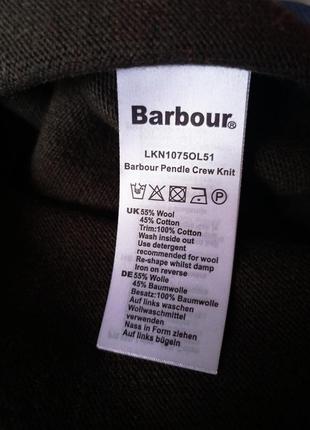 Barbour®
LKN1075OL51
Barbour Pendle Crew Knit
UK 55% Wool
45% Cotton
Trim:100% Cotton
Wash inside out
Use detergent
recommended for wool
Re-shape whilst damp
Iron on reverse
DE 55% Wolle
45% Baumwolle
Besatz:100% Baumwolle
Auf links waschen
Wollwaschmittel
verwenden
Nass in Form ziehen
Auf links bügeln